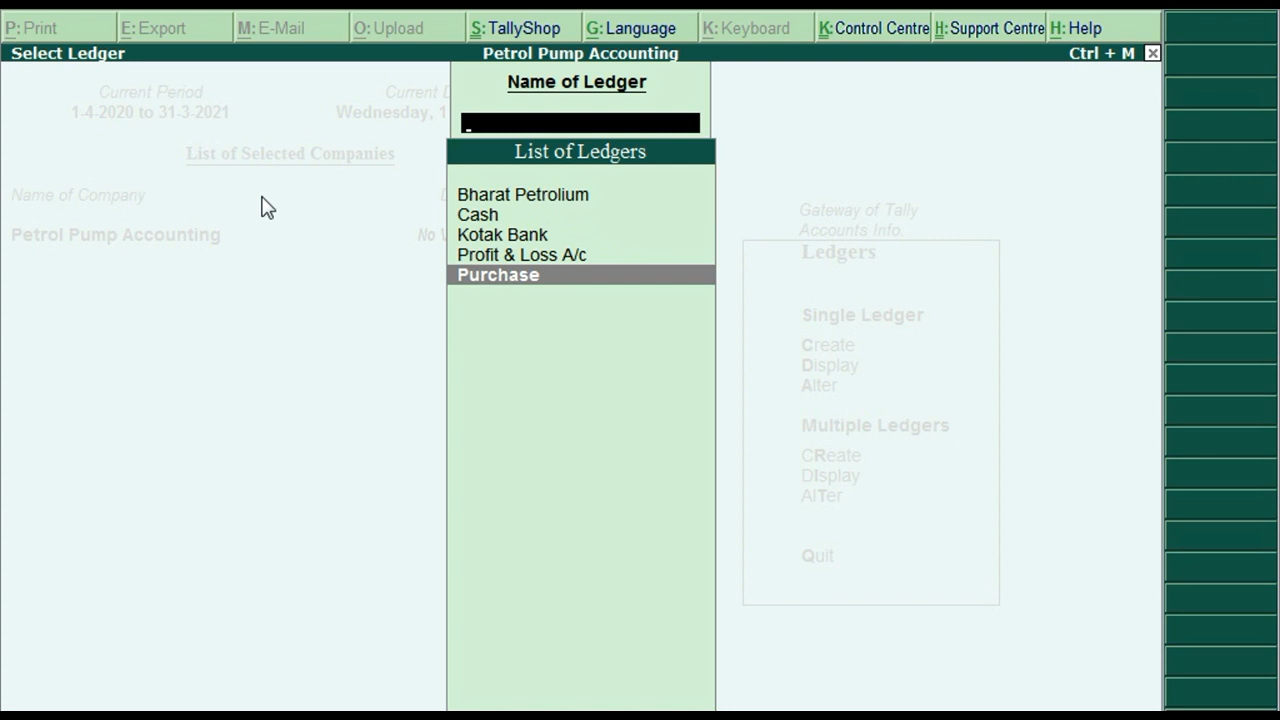 P: Print E: Export M: E-Mail O: Upload S: TallyShop G: Language K: Keyboard K: Control Centre H: Support Centre H: Help
Select Ledger Petrol Pump Accounting Ctrl + M
Name of Ledger
Current Period
1-4-2020 to 31-3-2021 Wednesday, 1
List of Selected Companies
Name of Company
Petrol Pump Accounting
List of Ledgers
Bharat Petrolium
Cash
Kotak Bank
Profit & Loss A/c
Purchase
Gateway of Tally
Accounts Info.
Ledgers
Single Ledger
Create
Display
Alter
Multiple Ledgers
CReate
DIsplay
AlTer
Quit